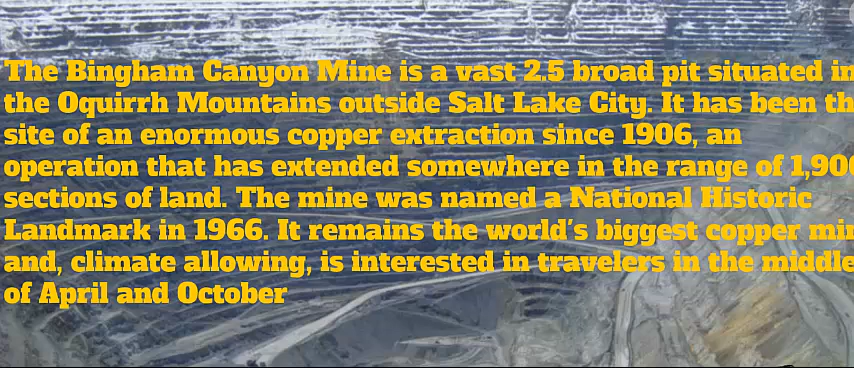 The Bingham Canyon Mine is a vast 2.5 broad pit situated in
the Oquirrh Mountains outside Salt Lake City. It has been th
site of an enormous copper extraction since 1906, an
operation that has extended somewhere in the range of 1,900
sections of land. The mine was named a National Historic
Landmark in 1966. It remains the world's biggest copper min
and, climate allowing, is interested in travelers in the middle
of April and October